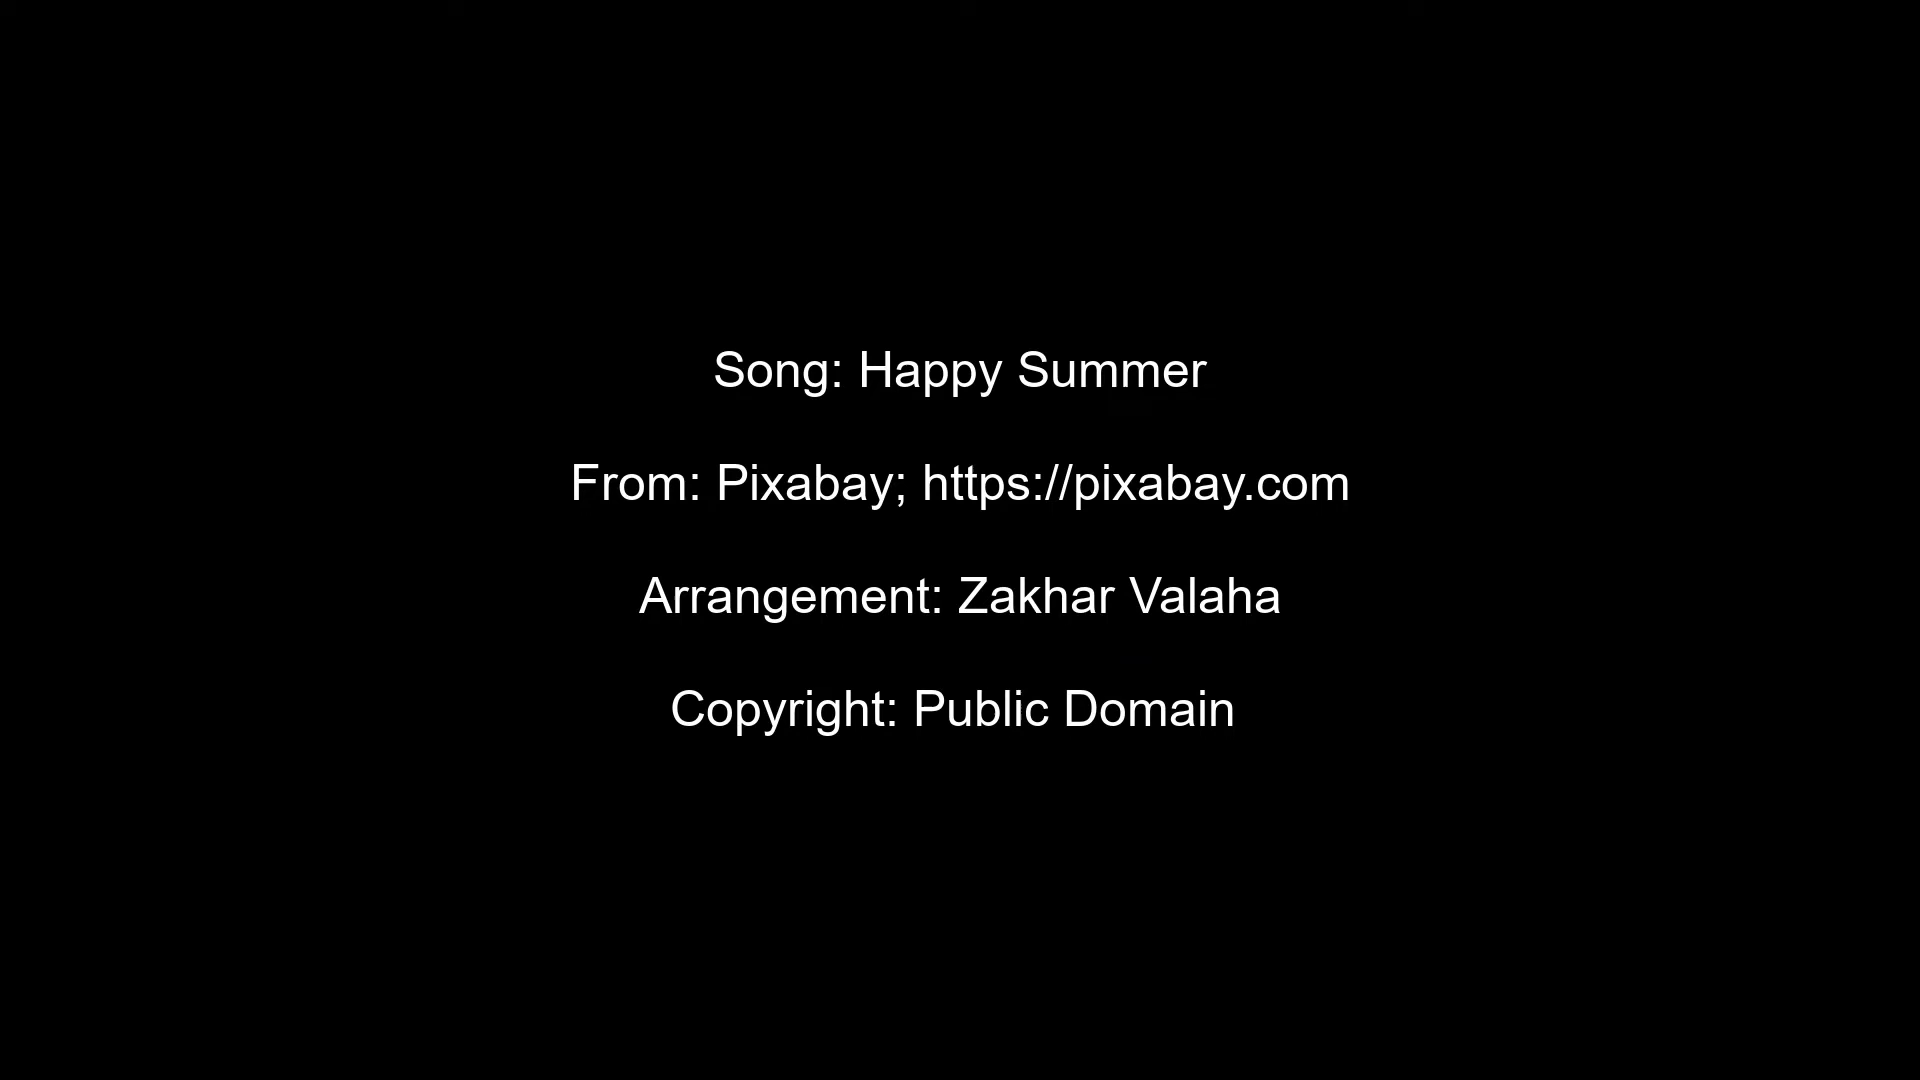 Song: Happy Summer
From: Pixabay; https://pixabay.com
Arrangement: Zakhar Valaha
Copyright: Public Domain